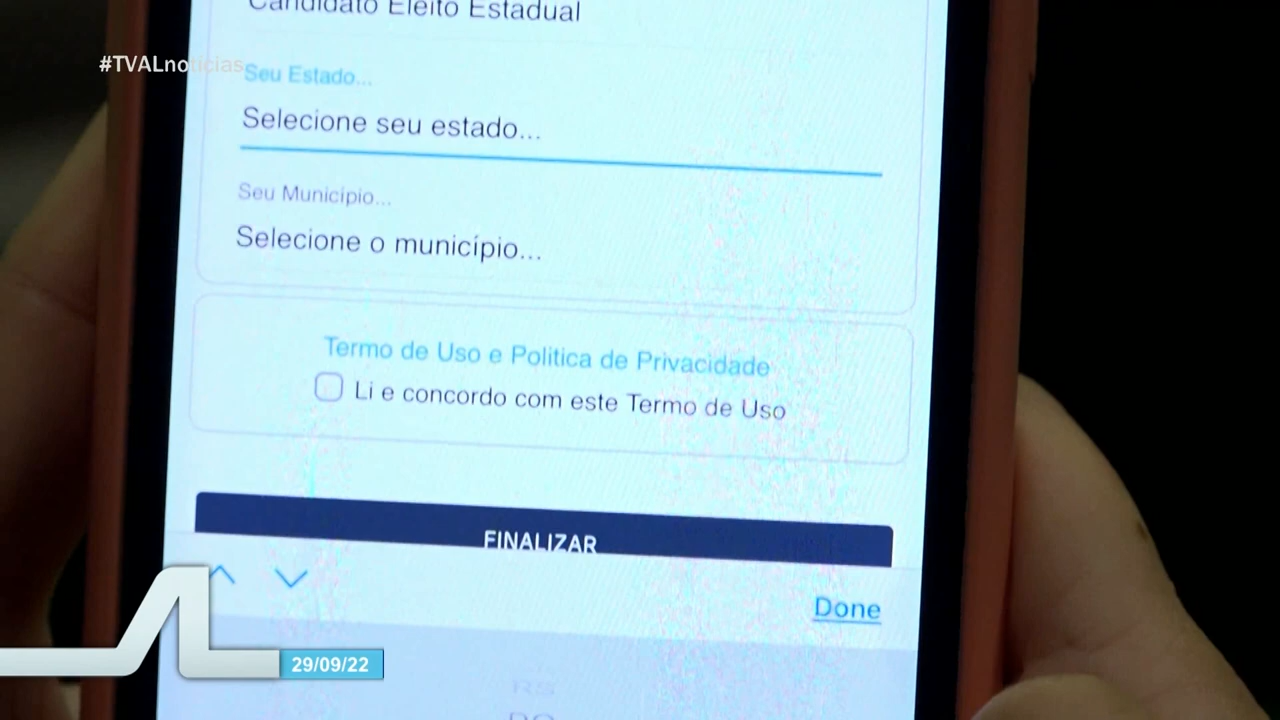 Candidato Eleito Estadual
#TVALnotícias
Seu Estado...
Selecione seu estado...
Seu Município...
Selecione o município...
Termo de Uso e Politica de Privacidade
Li e concordo com este Termo de Uso
FINALIZAR
Done
29/09/22
RS